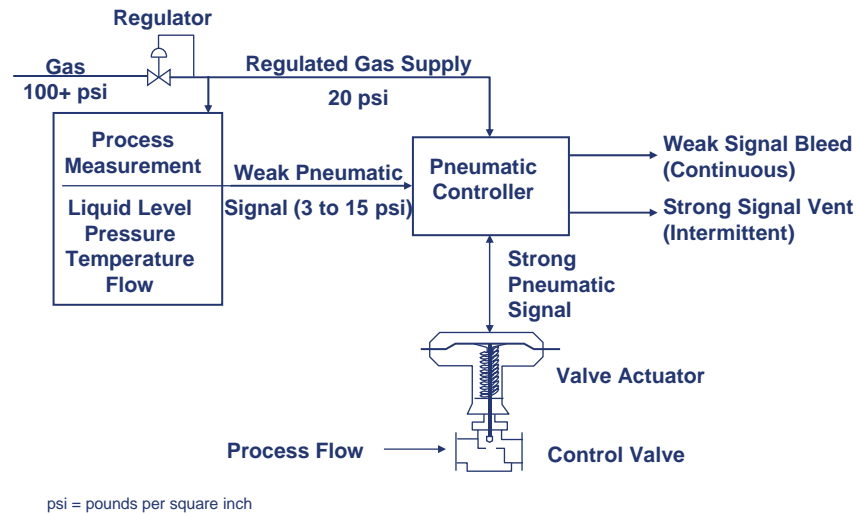 Regulator
Gas
100+ psi
Regulated Gas Supply
20 psi
Process
Measurement
Liquid Level
Pressure
Temperature
Flow
Weak Pneumatic
Signal (3 to 15 psi)
Pneumatic
Controller
Weak Signal Bleed
(Continuous)
Strong Signal Vent
(Intermittent)
Strong
Pneumatic
Signal
Valve Actuator
Process Flow
Control Valve
psi = pounds per square inch